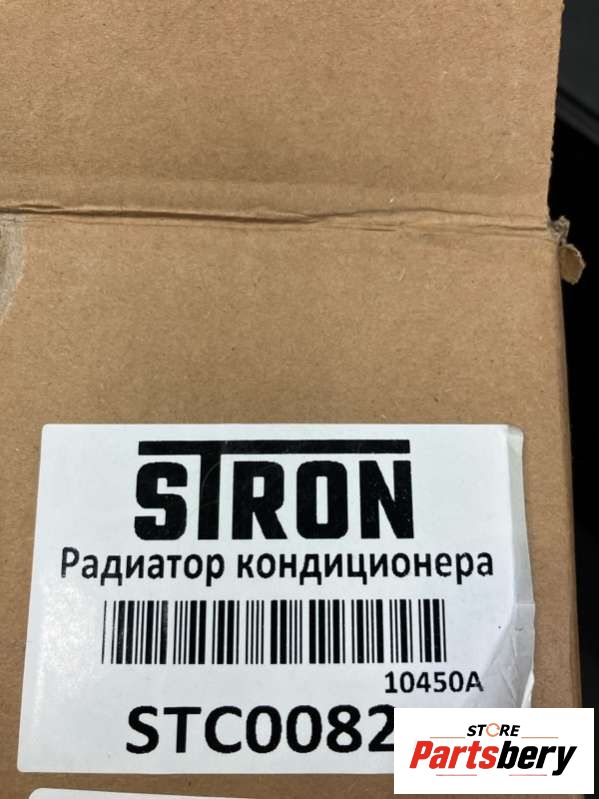 STRON
Радиатор кондиционера
10450A
STC0082
STORE
Partsbery